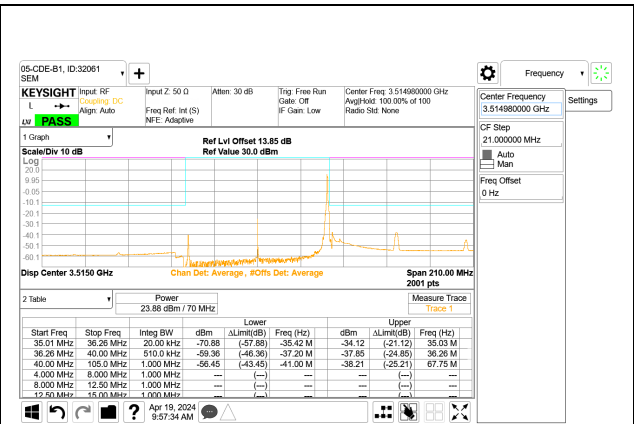 05-CDE-B1, ID:32061
SEM
Frequency
KEYSIGHT Input: RF Input Z: 50 Ω Atten: 30 dB Trig: Free Run Center Freq: 3.514980000 GHz
Coupling: DC Gate: Off Avg|Hold: 100.00% of 100
L Align: Auto Freq Ref: Int (S) IF Gain: Low Radio Std: None
LXI PASS NFE: Adaptive
Center Frequency
3.514980000 GHz
Settings
CF Step
21.000000 MHz
Auto
Man
Freq Offset
0 Hz
1 Graph
Ref Lvl Offset 13.85 dB
Scale/Div 10 dB Ref Value 30.0 dBm
Log
20.0
9.95
-0.05
-10.1
-20.1
-30.1
-40.1
-50.1
-60.1
Disp Center 3.5150 GHz Chan Det: Average, #Offs Det: Average Span 210.00 MHz
2001 pts
2 Table Power Measure Trace
23.88 dBm / 70 MHz Trace 1
Lower Upper
Start Freq Stop Freq Integ BW dBm ΔLimit(dB) Freq (Hz) dBm ΔLimit(dB) Freq (Hz)
35.01 MHz 36.26 MHz 20.00 kHz -70.88 (-57.88) -35.42 M -34.12 (-21.12) 35.03 M
36.26 MHz 40.00 MHz 510.0 kHz -59.36 (-46.36) -37.20 M -37.85 (-24.85) 36.26 M
40.00 MHz 105.0 MHz 1.000 MHz -56.45 (-43.45) -41.00 M -38.21 (-25.21) 67.75 M
4.000 MHz 8.000 MHz 1.000 MHz --- (---) --- --- (---) ---
8.000 MHz 12.50 MHz 1.000 MHz --- (---) --- --- (---) ---
12.50 MHz 15.00 MHz 1.000 MHz --- (---) --- --- (---) ---
? Apr 19, 2024
9:57:34 AM